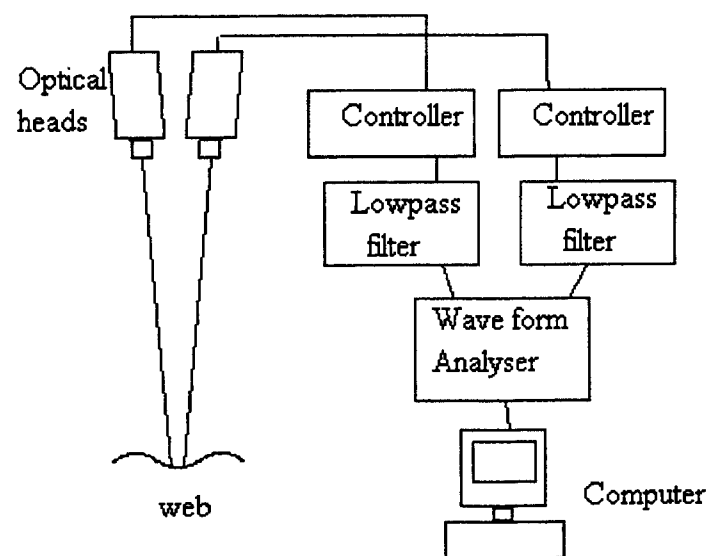 Optical
heads
Controller
Controller
Lowpass
filter
Lowpass
filter
Wave form
Analyser
web
Computer